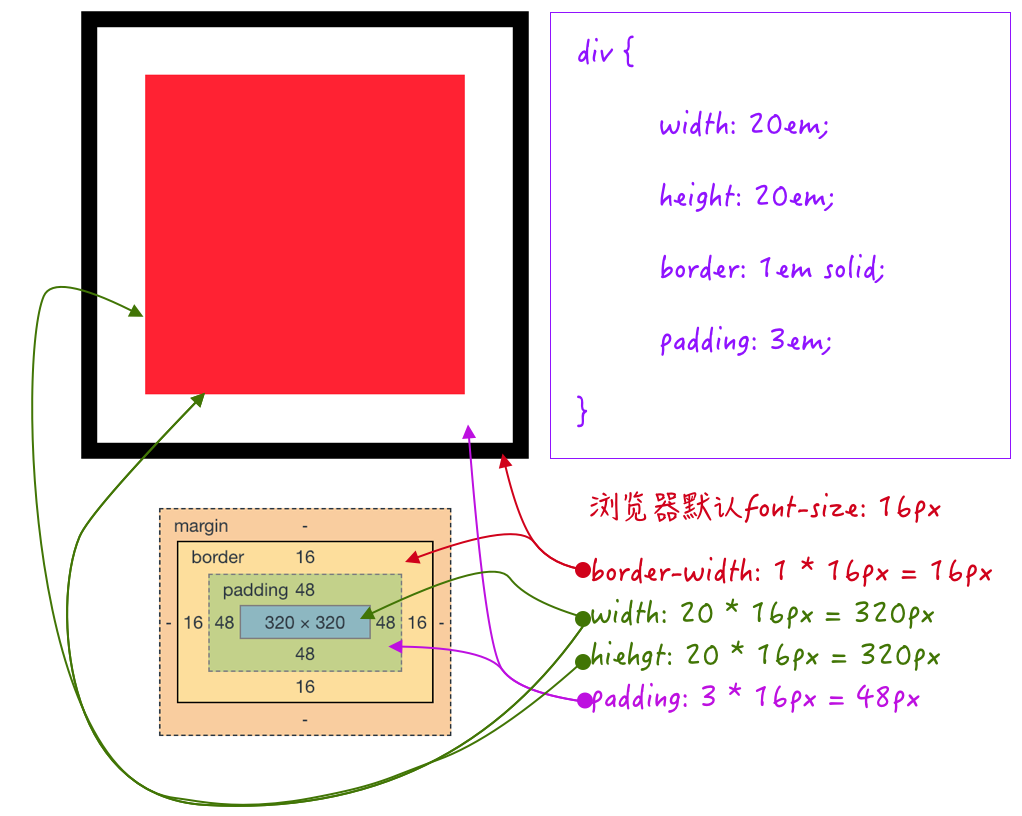 div {
width: 20em;
height: 20em;
border: 1em solid;
padding: 3em;
}
浏览器默认font-size: 16px
border-width: 1 * 16px = 16px
width: 20 * 16px = 320px
hiehgt: 20 * 16px = 320px
padding: 3 * 16px = 48px
margin -
border 16
padding 48
- 16 48 320 × 320 48 16 -
48
16
-